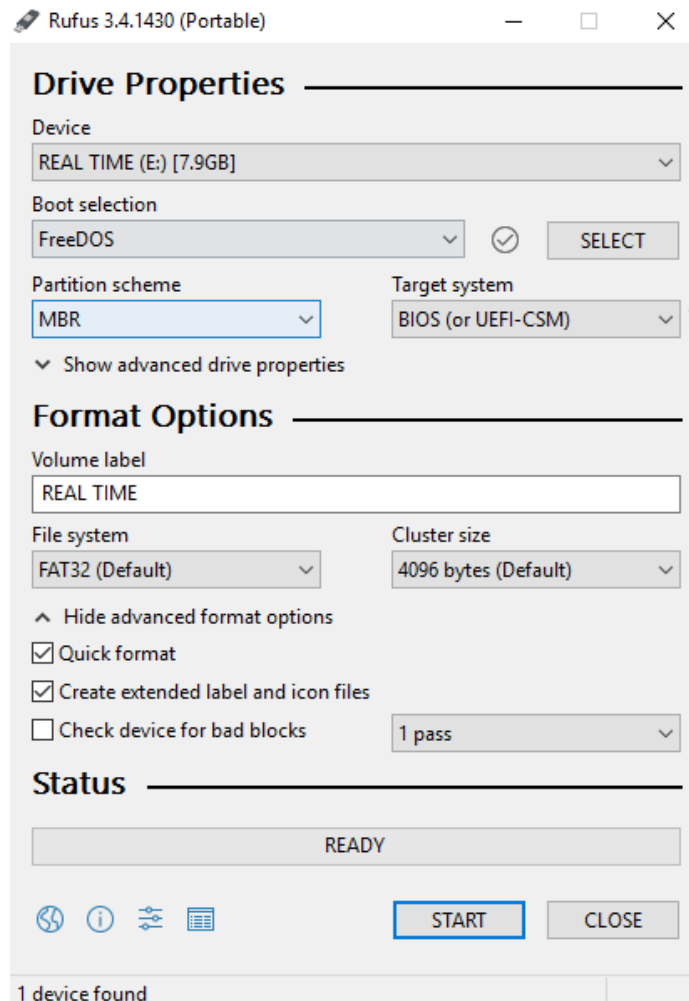 Rufus 3.4.1430 (Portable)
Drive Properties
Device
REAL TIME (E:) [7.9GB]
Boot selection
FreeDOS
SELECT
Partition scheme
Target system
MBR
BIOS (or UEFI-CSM)
Show advanced drive properties
Format Options
Volume label
REAL TIME
File system
Cluster size
FAT32 (Default)
4096 bytes (Default)
Hide advanced format options
Quick format
Create extended label and icon files
Check device for bad blocks
1 pass
Status
READY
START
CLOSE
1 device found